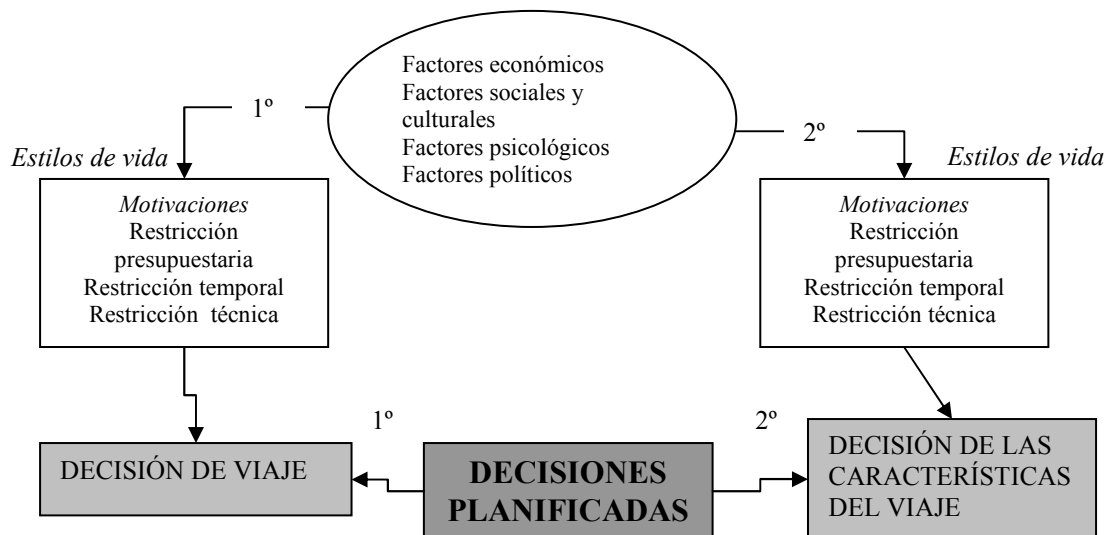 Factores económicos
Factores sociales y
culturales
Factores psicológicos
Factores políticos
1º
2º
Estilos de vida
Motivaciones
Restricción
presupuestaria
Restricción temporal
Restricción técnica
Estilos de vida
Motivaciones
Restricción
presupuestaria
Restricción temporal
Restricción técnica
1º
2º
DECISIÓN DE VIAJE
DECISIONES
PLANIFICADAS
DECISIÓN DE LAS
CARACTERÍSTICAS
DEL VIAJE